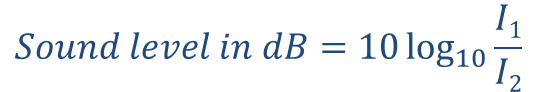 Sound level in dB = 10 log₁₀ I₁/I₂